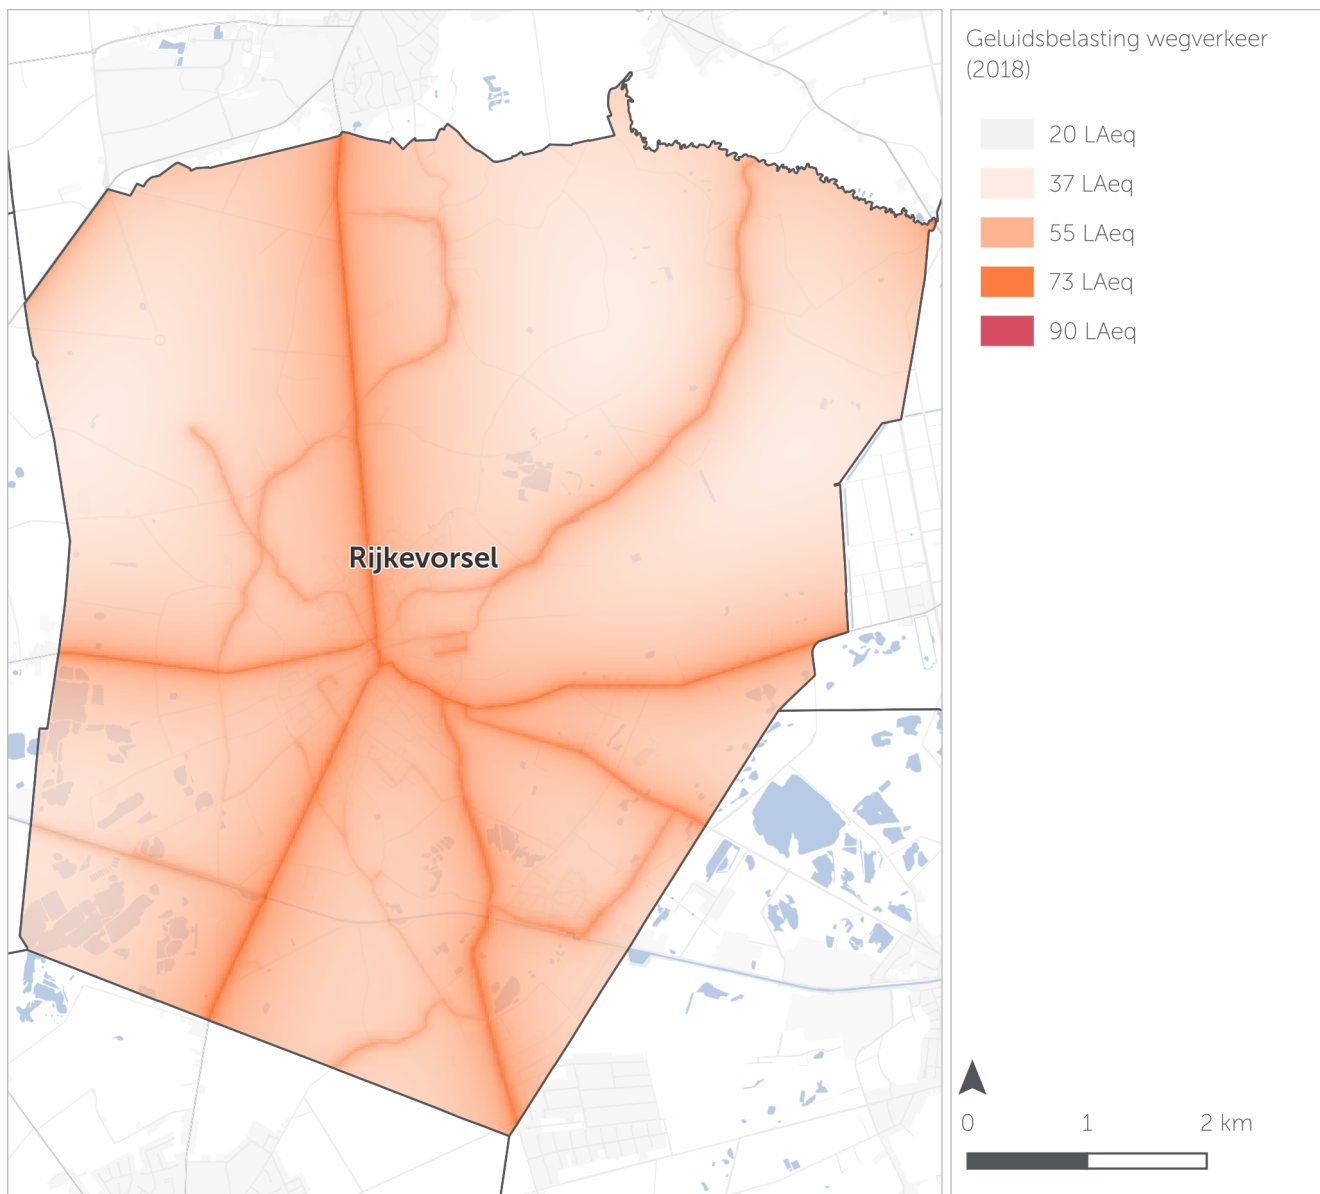 Geluidsbelasting wegverkeer
(2018)
20 LAeq
37 LAeq
55 LAeq
73 LAeq
90 LAeq
Rijkevorsel
0 1 2 km